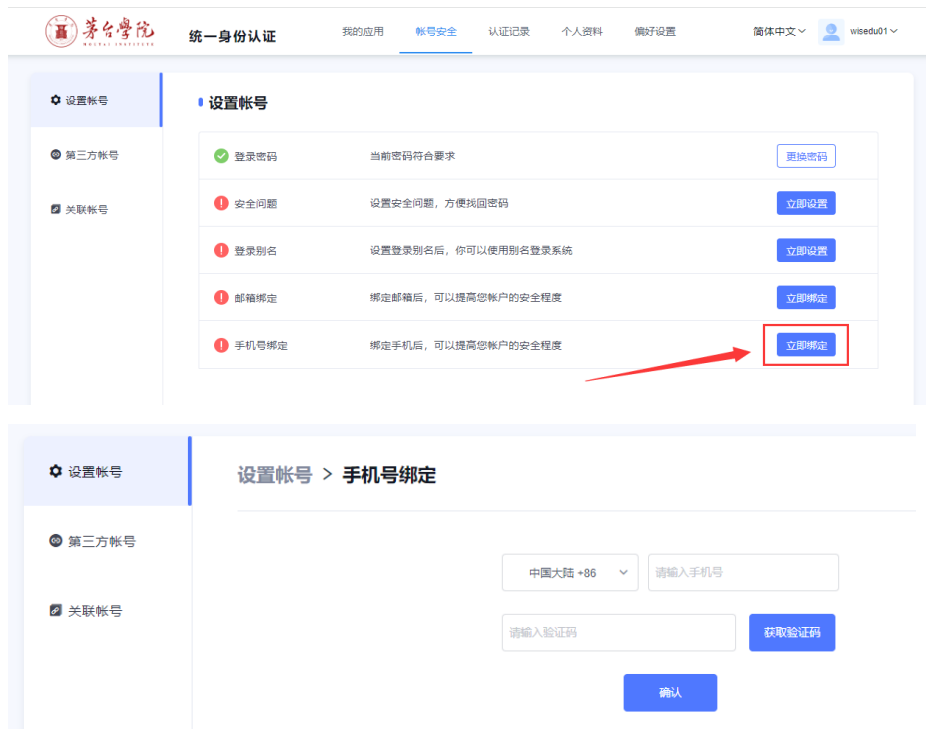 茅台學院
MOUTAI INSTITUTE
统一身份认证
我的应用
帐号安全
认证记录
个人资料
偏好设置
简体中文
wisedu01
设置帐号
第三方帐号
关联帐号
设置帐号
登录密码 当前密码符合要求 更换密码
安全问题 设置安全问题，方便找回密码 立即设置
登录别名 设置登录别名后，你可以使用别名登录系统 立即设置
邮箱绑定 绑定邮箱后，可以提高您帐户的安全程度 立即绑定
手机号绑定 绑定手机后，可以提高您帐户的安全程度 立即绑定
设置帐号
第三方帐号
关联帐号
设置帐号 > 手机号绑定
中国大陆 +86 请输入手机号
请输入验证码 获取验证码
确认